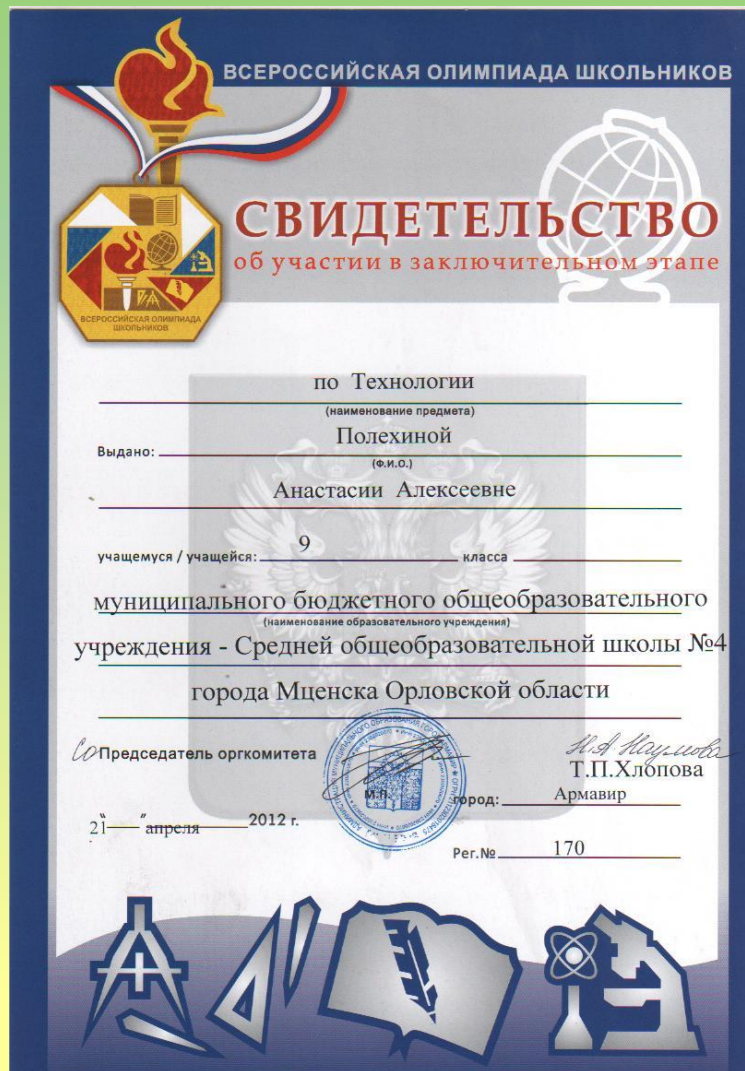 ВСЕРОССИЙСКАЯ ОЛИМПИАДА ШКОЛЬНИКОВ
ВСЕРОССИЙСКАЯ ОЛИМПИАДА
ШКОЛЬНИКОВ
СВИДЕТЕЛЬСТВО
об участии в заключительном этапе
по Технологии
(наименование предмета)
Выдано: Полехиной
(Ф.И.О.)
Анастасии Алексеевне
учащемуся / учащейся: 9 класса
муниципального бюджетного общеобразовательного
(наименование образовательного учреждения)
учреждения - Средней общеобразовательной школы №4
города Мценска Орловской области
Со Председатель оргкомитета
Н.А Наумова
Т.П.Хлопова
М.П.
город: Армавир
21 " апреля 2012 г.
Рег.№ 170